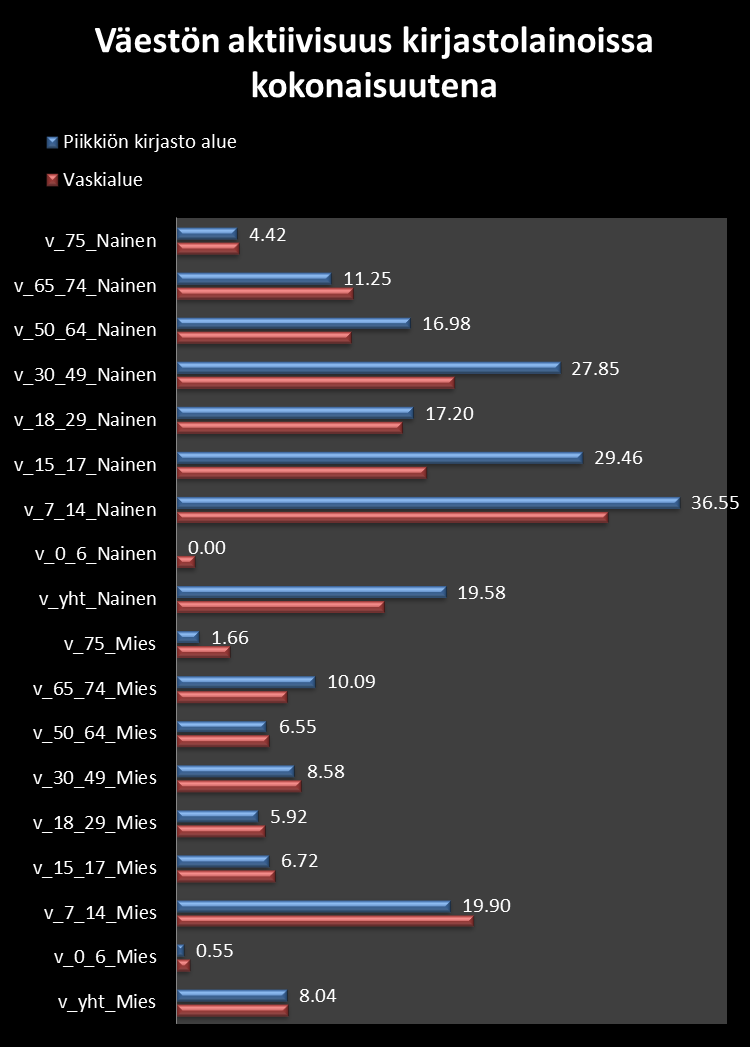 Väestön aktiivisuus kirjastolainoissa
kokonaisuutena
Piikkiön kirjasto alue
Vaskialue
v_75_Nainen 4.42
v_65_74_Nainen 11.25
v_50_64_Nainen 16.98
v_30_49_Nainen 27.85
v_18_29_Nainen 17.20
v_15_17_Nainen 29.46
v_7_14_Nainen 36.55
v_0_6_Nainen 0.00
v_yht_Nainen 19.58
v_75_Mies 1.66
v_65_74_Mies 10.09
v_50_64_Mies 6.55
v_30_49_Mies 8.58
v_18_29_Mies 5.92
v_15_17_Mies 6.72
v_7_14_Mies 19.90
v_0_6_Mies 0.55
v_yht_Mies 8.04